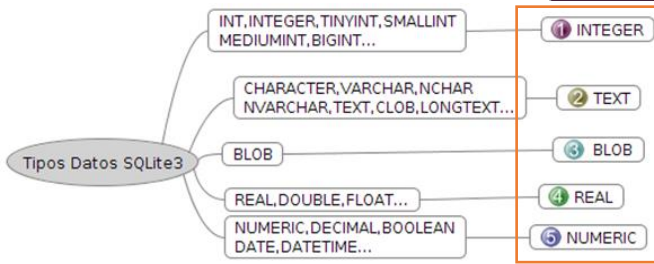 INT,INTEGER,TINYINT,SMALLINT
MEDIUMINT,BIGINT...
1 INTEGER
CHARACTER,VARCHAR,NCHAR
NVARCHAR,TEXT,CLOB,LONGTEXT...
2 TEXT
Tipos Datos SQLite3
BLOB
3 BLOB
REAL,DOUBLE,FLOAT...
4 REAL
NUMERIC,DECIMAL,BOOLEAN
DATE,DATETIME...
5 NUMERIC